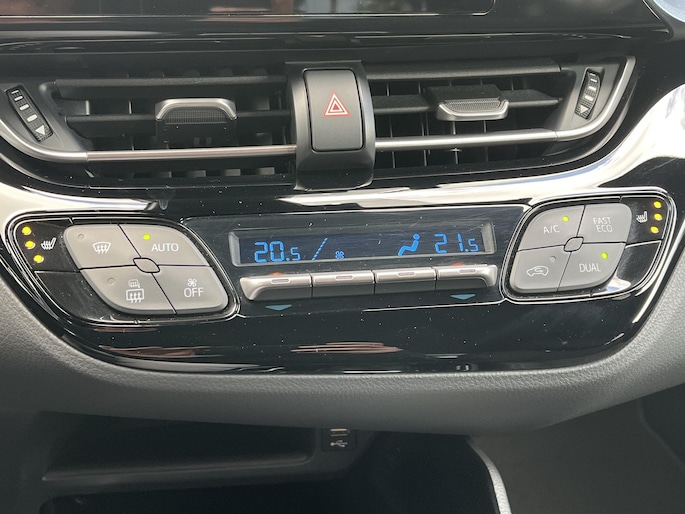 AUTO
OFF
20.5
21.5
A/C
FAST
ECO
DUAL